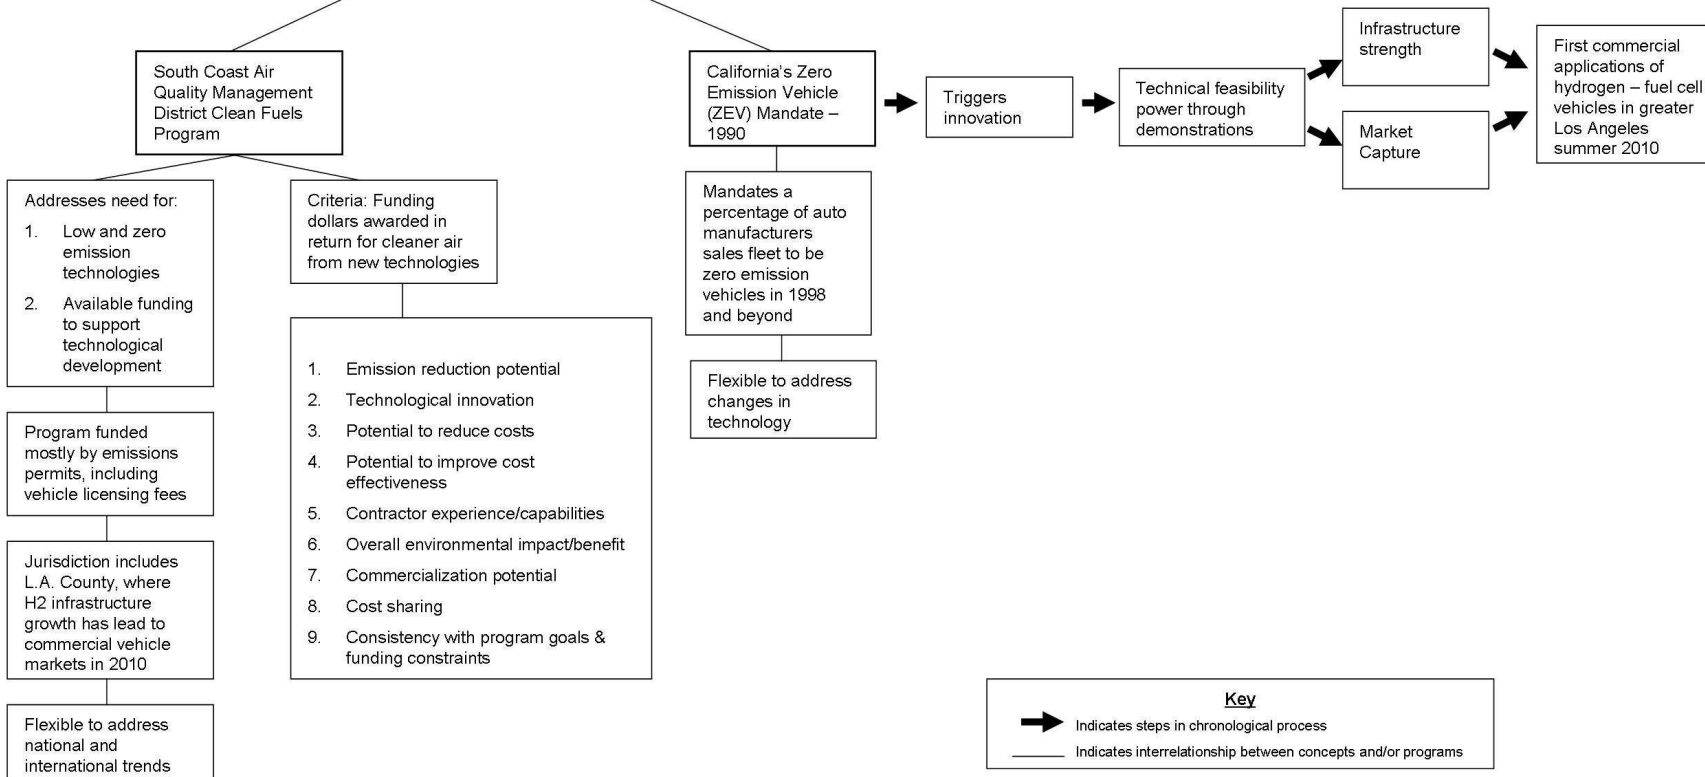 South Coast Air
Quality Management
District Clean Fuels
Program
California's Zero
Emission Vehicle
(ZEV) Mandate –
1990
Triggers
innovation
Technical feasibility
power through
demonstrations
Infrastructure
strength
Market
Capture
First commercial
applications of
hydrogen – fuel cell
vehicles in greater
Los Angeles
summer 2010
Addresses need for:
1. Low and zero
emission
technologies
2. Available funding
to support
technological
development
Program funded
mostly by emissions
permits, including
vehicle licensing fees
Jurisdiction includes
L.A. County, where
H2 infrastructure
growth has lead to
commercial vehicle
markets in 2010
Flexible to address
national and
international trends
Criteria: Funding
dollars awarded in
return for cleaner air
from new technologies
1. Emission reduction potential
2. Technological innovation
3. Potential to reduce costs
4. Potential to improve cost
effectiveness
5. Contractor experience/capabilities
6. Overall environmental impact/benefit
7. Commercialization potential
8. Cost sharing
9. Consistency with program goals &
funding constraints
Mandates a
percentage of auto
manufacturers
sales fleet to be
zero emission
vehicles in 1998
and beyond
Flexible to address
changes in
technology
Key
Indicates steps in chronological process
Indicates interrelationship between concepts and/or programs